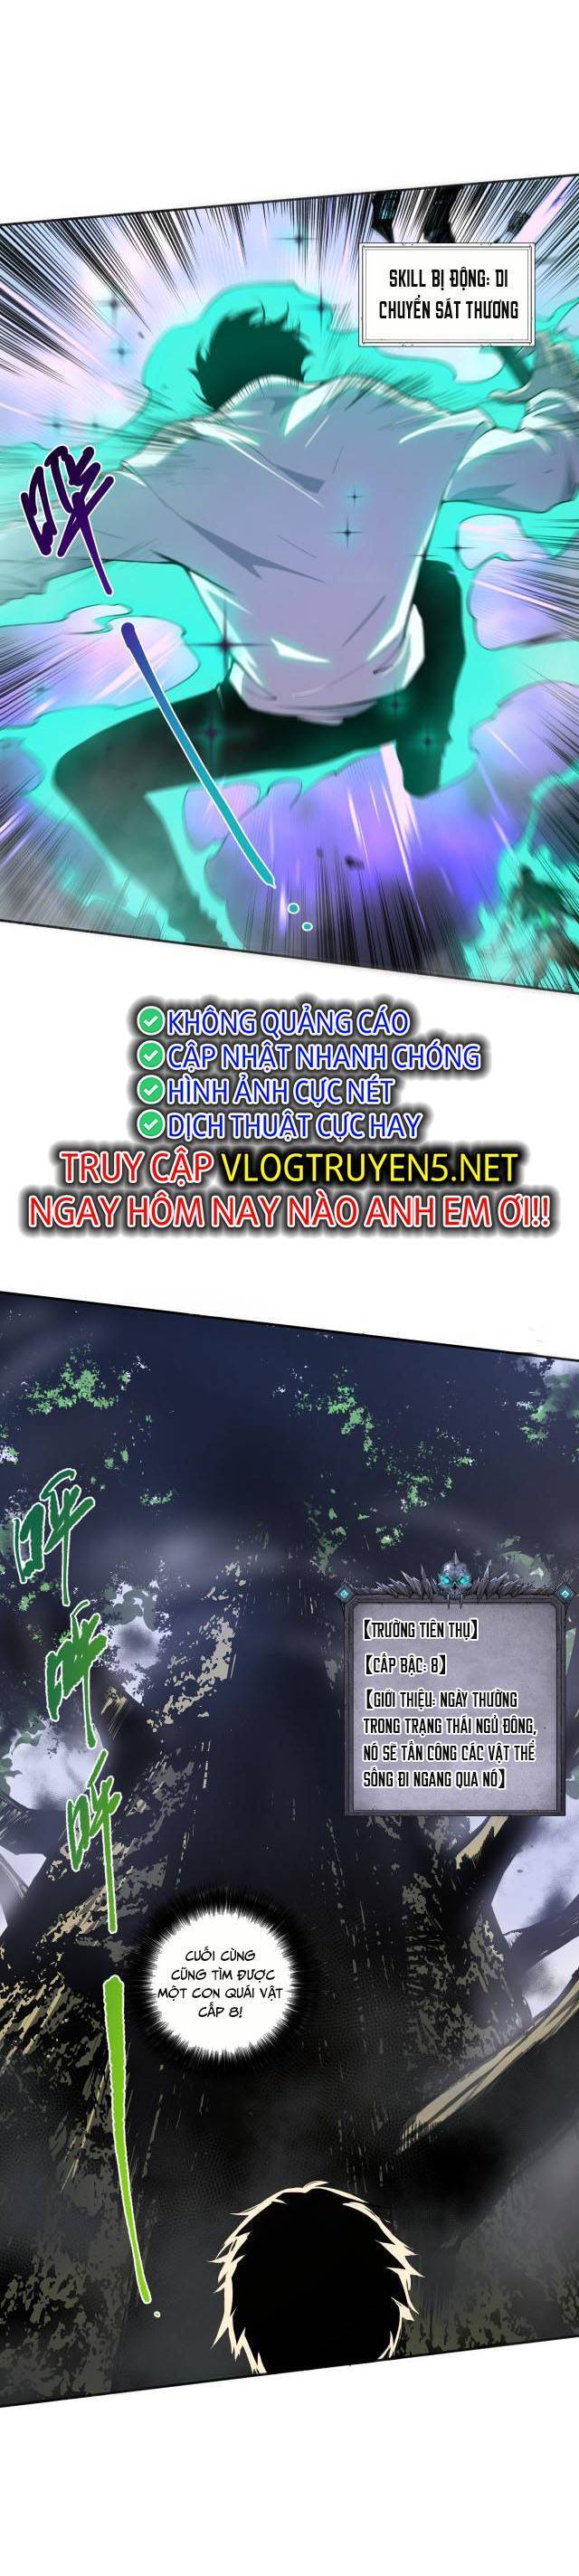 SKILL BỊ ĐỘNG: DI
CHUYỂN SÁT THƯƠNG
呼
KHÔNG QUẢNG CÁO
CẬP NHẬT NHANH CHÓNG
HÌNH ẢNH CỰC NÉT
DỊCH THUẬT CỰC HAY
TRUY CẬP VLOGTRUYEN5.NET
NGAY HÔM NAY NÀO ANH EM ƠI!!
呼
呼
呼
【TRƯỜNG TIÊN THỤ】
【CẤP BẬC: 8】
【GIỚI THIỆU: NGÀY THƯỜNG
TRONG TRẠNG THÁI NGỦ ĐÔNG,
NÓ SE TẤN CÔNG CÁC VẬT THỂ
SỐNG ĐI NGANG QUA NÓ】
CUỐI CÙNG
CŨNG TÌM ĐƯỢC
MỘT CON QUÁI VẬT
CẤP 8!